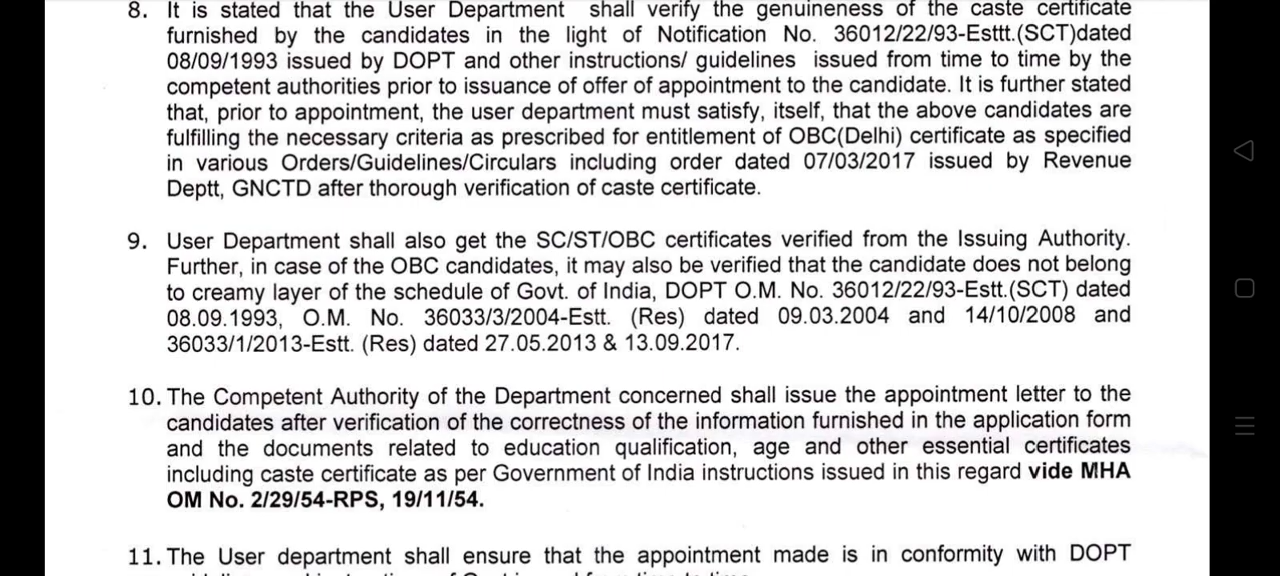 8. It is stated that the User Department shall verify the genuineness of the caste certificate
furnished by the candidates in the light of Notification No. 36012/22/93-Esttt.(SCT)dated
08/09/1993 issued by DOPT and other instructions/ guidelines issued from time to time by the
competent authorities prior to issuance of offer of appointment to the candidate. It is further stated
that, prior to appointment, the user department must satisfy, itself, that the above candidates are
fulfilling the necessary criteria as prescribed for entitlement of OBC(Delhi) certificate as specified
in various Orders/Guidelines/Circulars including order dated 07/03/2017 issued by Revenue
Deptt, GNCTD after thorough verification of caste certificate.
9. User Department shall also get the SC/ST/OBC certificates verified from the Issuing Authority.
Further, in case of the OBC candidates, it may also be verified that the candidate does not belong
to creamy layer of the schedule of Govt. of India, DOPT O.M. No. 36012/22/93-Estt.(SCT) dated
08.09.1993, O.M. No. 36033/3/2004-Estt. (Res) dated 09.03.2004 and 14/10/2008 and
36033/1/2013-Estt. (Res) dated 27.05.2013 & 13.09.2017.
10. The Competent Authority of the Department concerned shall issue the appointment letter to the
candidates after verification of the correctness of the information furnished in the application form
and the documents related to education qualification, age and other essential certificates
including caste certificate as per Government of India instructions issued in this regard vide MHA
OM No. 2/29/54-RPS, 19/11/54.
11. The User department shall ensure that the appointment made is in conformity with DOPT